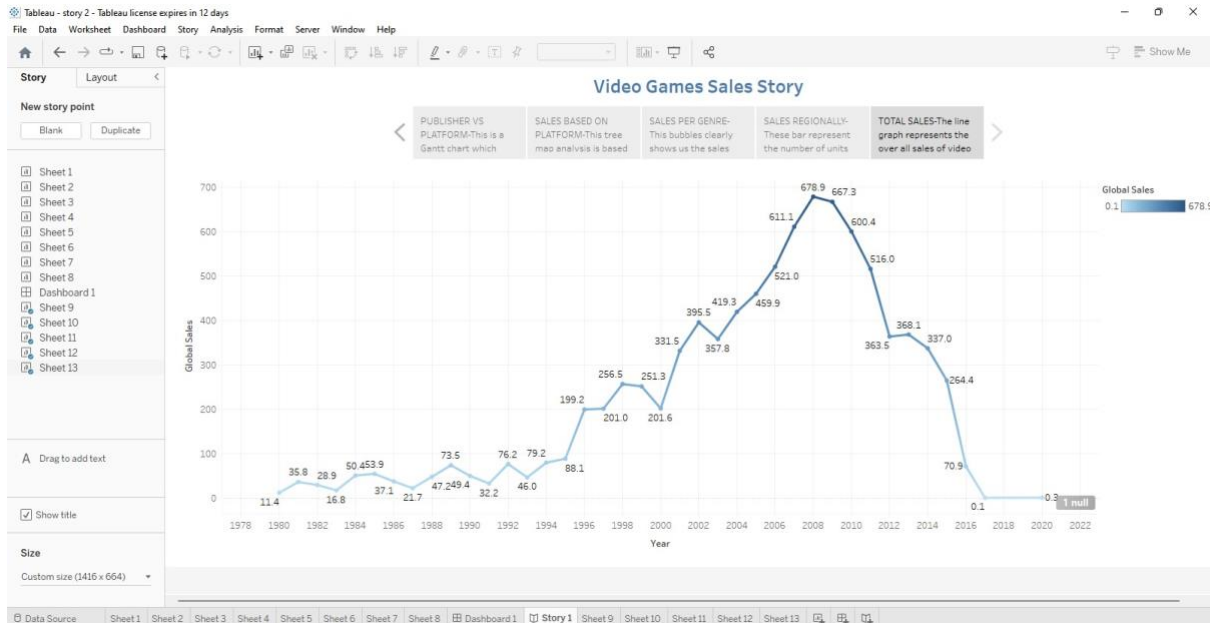 Tableau - story 2 - Tableau license expires in 12 days
File Data Worksheet Dashboard Story Analysis Format Server Window Help
Show Me
Story Layout
New story point
Blank Duplicate
Sheet 1
Sheet 2
Sheet 3
Sheet 4
Sheet 5
Sheet 6
Sheet 7
Sheet 8
Dashboard 1
Sheet 9
Sheet 10
Sheet 11
Sheet 12
Sheet 13
A Drag to add text
Show title
Size
Custom size (1416 x 664)
Video Games Sales Story
PUBLISHER VS
PLATFORM-This is a
Gantt chart which
SALES BASED ON
PLATFORM-This tree
map analysis is based
SALES PER GENRE-
This bubbles clearly
shows us the sales
SALES REGIONALLY-
These bar represent
the number of units
TOTAL SALES-The line
graph represents the
over all sales of video
Global Sales
0.1 678.9
Global Sales
700
600
500
400
300
200
100
0
11.4
35.8
28.9
16.8
50.4
53.9
37.1
21.7
47.2
73.5
49.4
32.2
76.2
46.0
79.2
88.1
199.2
201.0
256.5
251.3
201.6
331.5
395.5
357.8
419.3
459.9
521.0
611.1
678.9
667.3
600.4
516.0
363.5
368.1
337.0
264.4
70.9
0.1
0.3
1 null
1978 1980 1982 1984 1986 1988 1990 1992 1994 1996 1998 2000 2002 2004 2006 2008 2010 2012 2014 2016 2018 2020 2022
Year
Data Source Sheet 1 Sheet 2 Sheet 3 Sheet 4 Sheet 5 Sheet 6 Sheet 7 Sheet 8 Dashboard 1 Story 1 Sheet 9 Sheet 10 Sheet 11 Sheet 12 Sheet 13